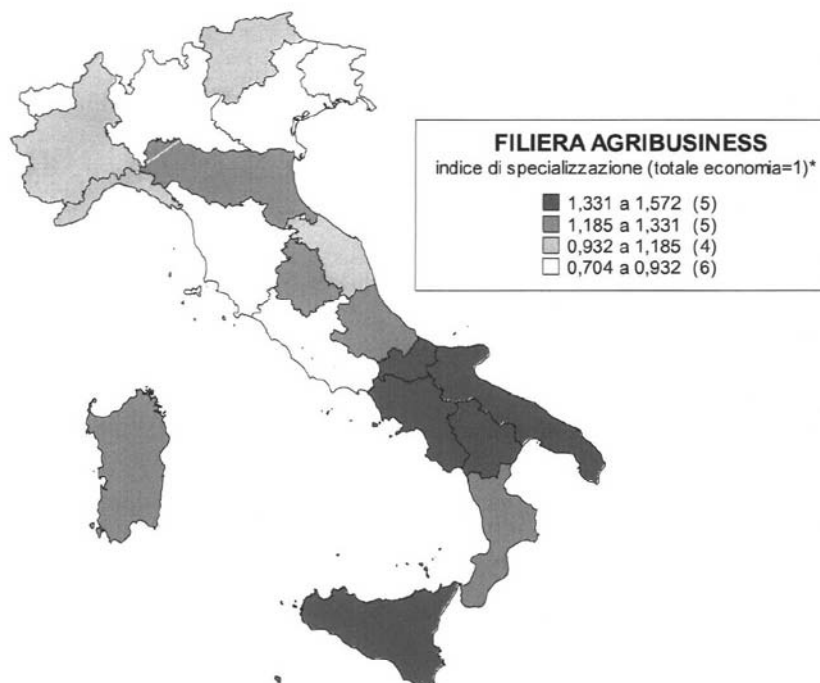 FILIERA AGRIBUSINESS
indice di specializzazione (totale economia=1)*
1,331 a 1,572 (5)
1,185 a 1,331 (5)
0,932 a 1,185 (4)
0,704 a 0,932 (6)